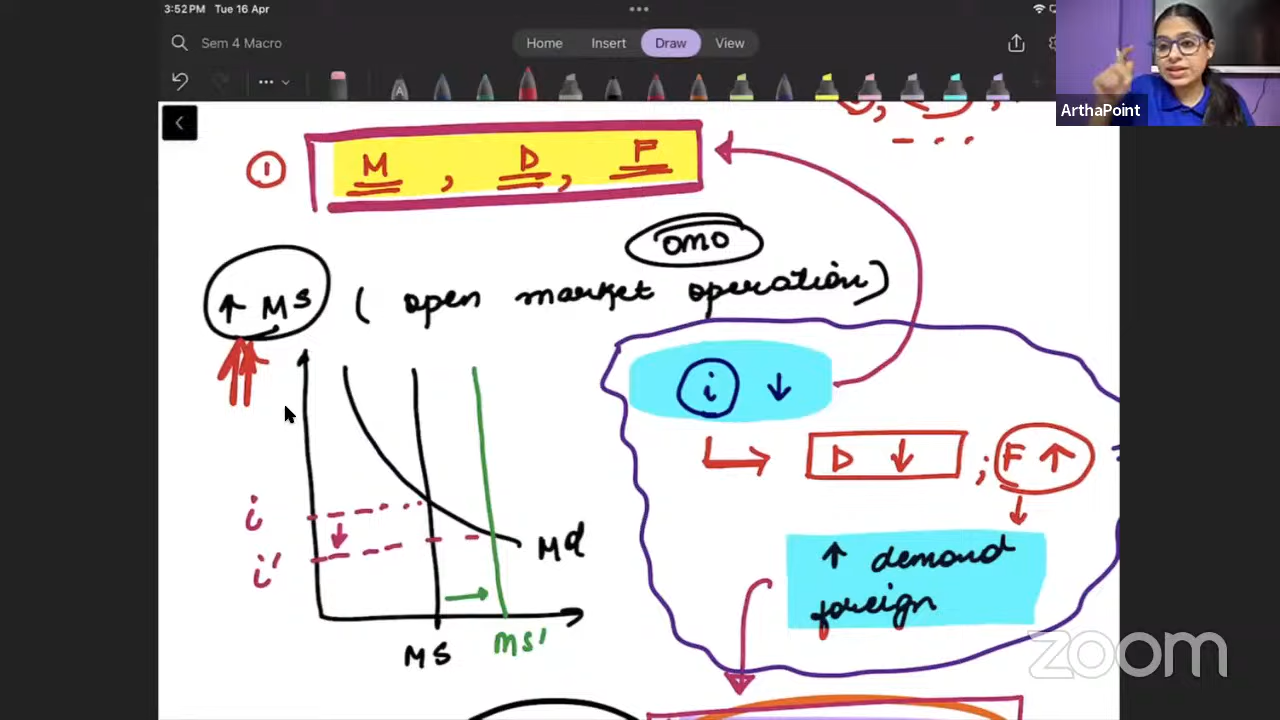 3:52 PM Tue 16 Apr
Sem 4 Macro
Home Insert Draw View
ArthaPoint
A
① M , D , F
OMO
↑ MS ( open market operation )
i ↓
D ↓ ; F ↑
i
i'
Md
↑ demand
foreign
MS
MS'
zoom